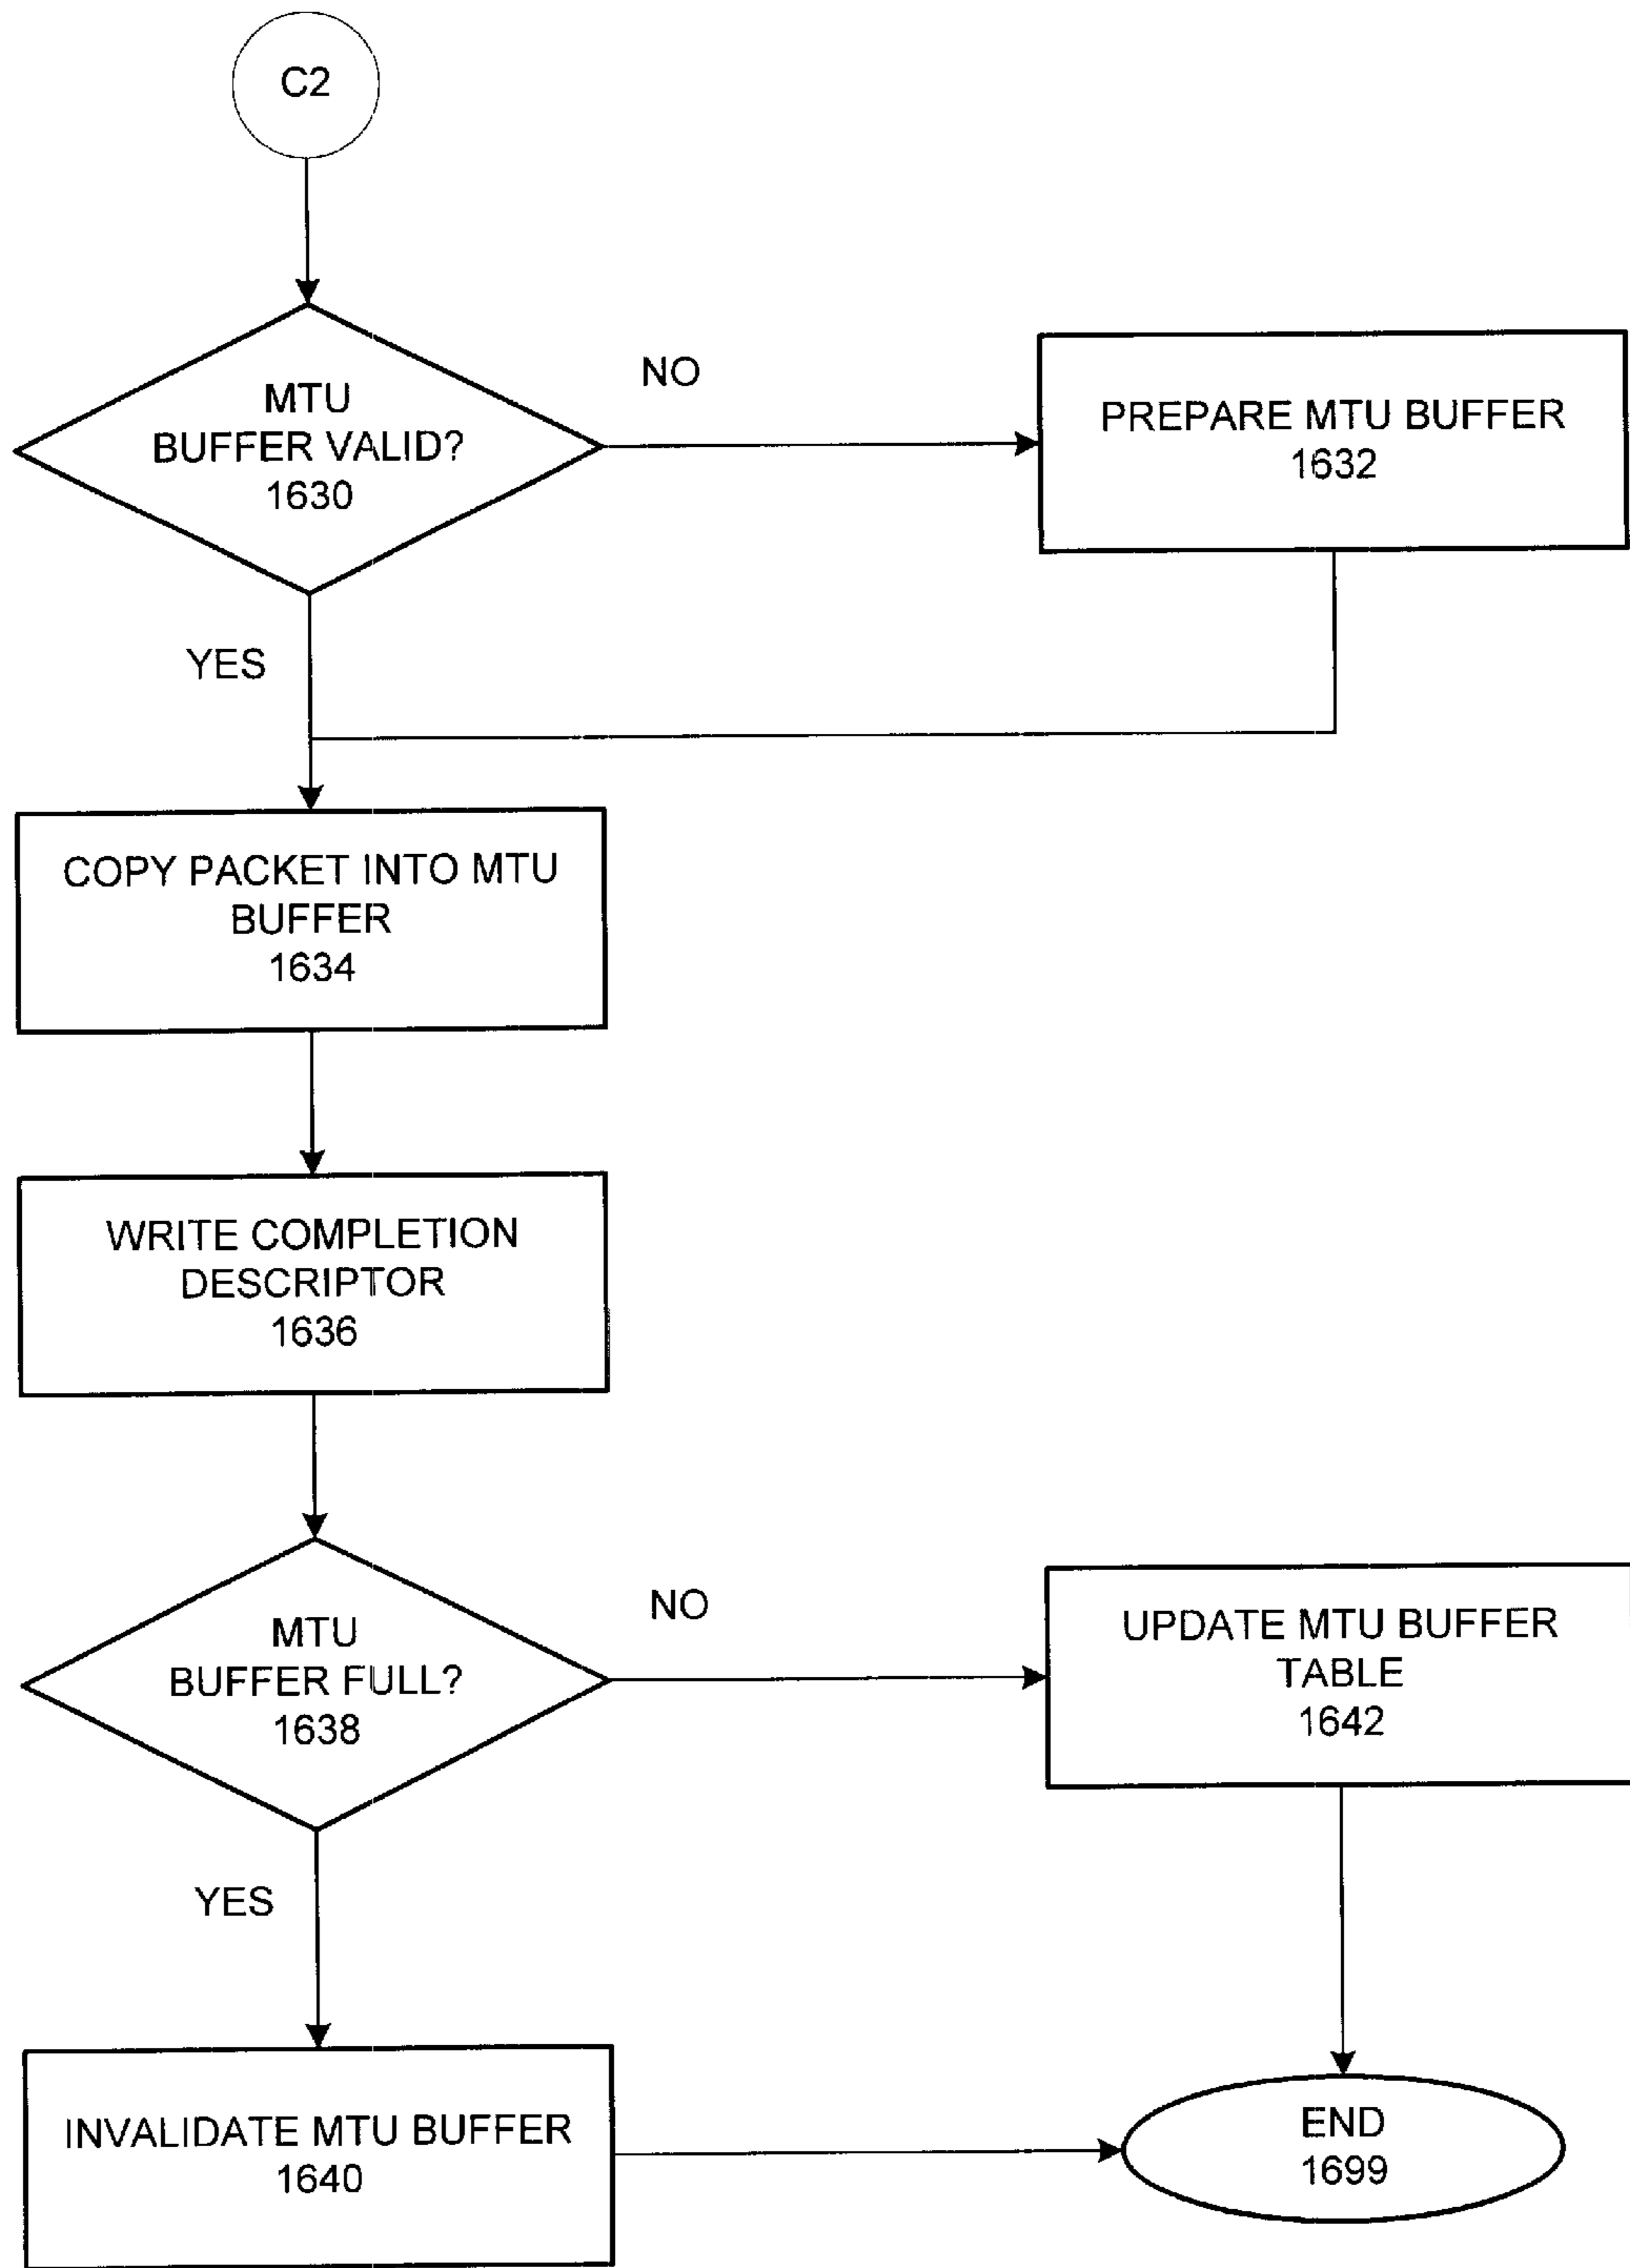 C2
MTU
BUFFER VALID?
1630
NO
PREPARE MTU BUFFER
1632
YES
COPY PACKET INTO MTU
BUFFER
1634
WRITE COMPLETION
DESCRIPTOR
1636
MTU
BUFFER FULL?
1638
NO
UPDATE MTU BUFFER
TABLE
1642
YES
INVALIDATE MTU BUFFER
1640
END
1699